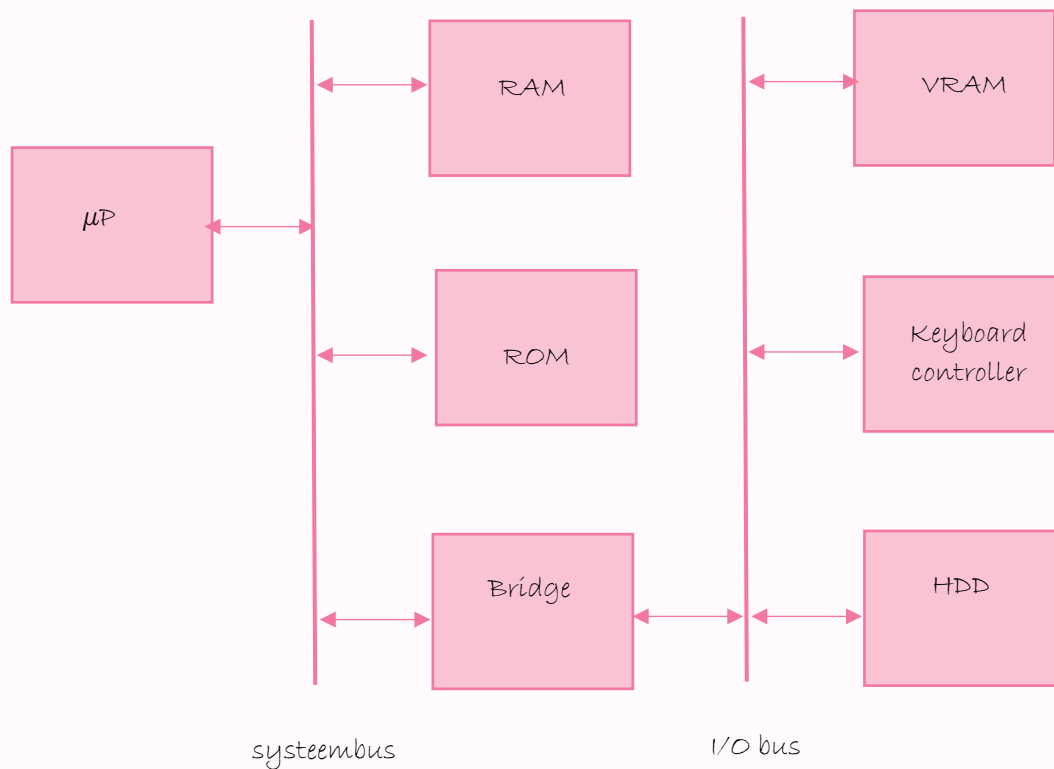 RAM
VRAM
µP
ROM
Keyboard
controller
Bridge
HDD
systeembus
I/O bus